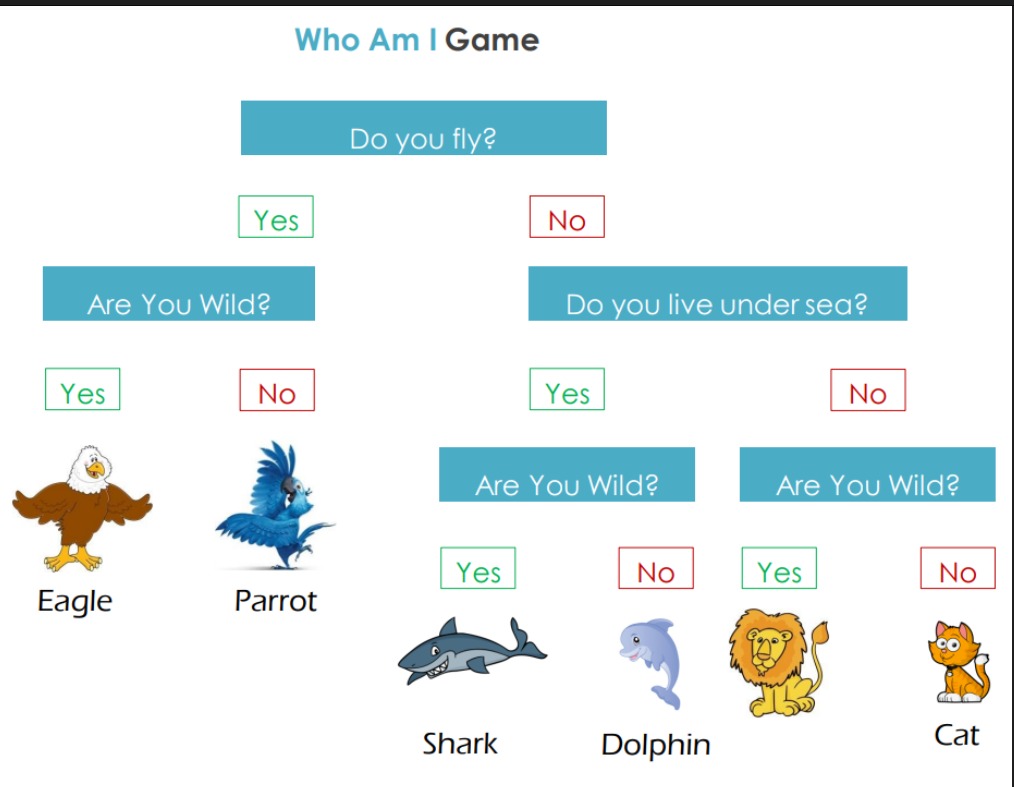 Who Am I Game
Do you fly?
Yes No
Are You Wild? Do you live under sea?
Yes No Yes No
Are You Wild? Are You Wild?
Yes No Yes No
Eagle Parrot
Shark Dolphin Cat